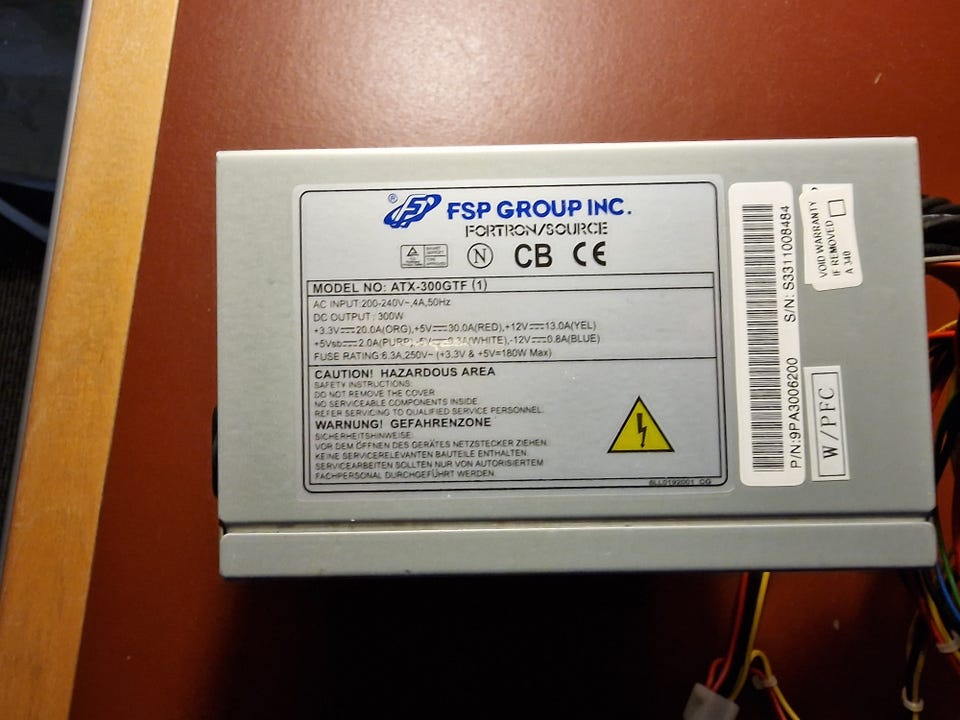 ® FSP GROUP INC.
FORTRON/SOURCE
N CB CE
MODEL NO: ATX-300GTF (1)
AC INPUT:200-240V~,4A,50Hz
DC OUTPUT : 300W
+3.3V 20.0A(ORG),+5V 30.0A(RED),+12V 13.0A(YEL)
+5Vsb 2.0A(PURP),-5V 0.3A(WHITE),-12V 0.8A(BLUE)
FUSE RATING:6.3A,250V~ (+3.3V & +5V=180W Max)
CAUTION! HAZARDOUS AREA
SAFETY INSTRUCTIONS:
DO NOT REMOVE THE COVER
NO SERVICEABLE COMPONENTS INSIDE
REFER SERVICING TO QUALIFIED SERVICE PERSONNEL.
WARNUNG! GEFAHRENZONE
SICHERHEITSHINWEISE:
VOR DEM ÖFFNEN DES GERÄTES NETZSTECKER ZIEHEN.
KEINE SERVICERELEVANTEN BAUTEILE ENTHALTEN.
SERVICEARBEITEN SOLLTEN NUR VON AUTORISIERTEM
FACHPERSONAL DURCHGEFÜHRT WERDEN.
P/N:9PA3006200 S/N: S3311008484
VOID WARRANTY
IF REMOVED
A 340
W/PFC